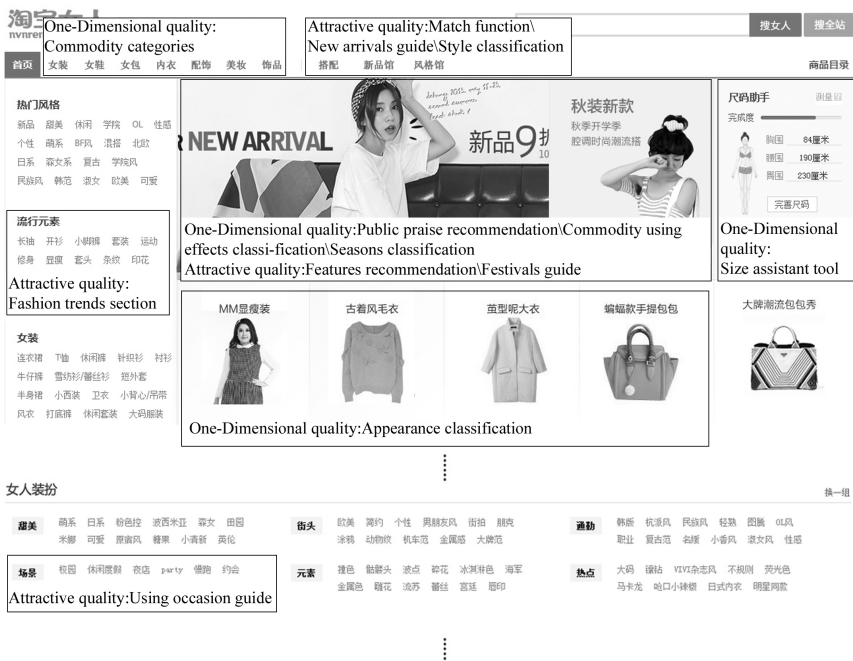 淘宝女人
nvnren
One-Dimensional quality:
Commodity categories
Attractive quality:Match function\
New arrivals guide\Style classification
搜女人 搜全站
首页 女装 女鞋 女包 内衣 配饰 美妆 饰品 搭配 新品馆 风格馆 商品目录
热门风格
新品 甜美 休闲 学院 OL 性感
个性 萌系 BF风 混搭 北欧
日系 森女系 复古 学院风
民族风 韩范 淑女 欧美 可爱
流行元素
长袖 开衫 小脚裤 套装 运动
修身 显瘦 套头 条纹 印花
Attractive quality:
Fashion trends section
女装
连衣裙 T恤 休闲裤 针织衫 衬衫
牛仔裤 雪纺衫/蕾丝衫 短外套
半身裙 小西装 卫衣 小背心/吊带
风衣 打底裤 休闲套装 大码服装
NEW ARRIVAL
新品9折
秋装新款
秋季开学季
腔调时尚潮流搭
One-Dimensional quality:Public praise recommendation\Commodity using
effects classi-fication\Seasons classification
Attractive quality:Features recommendation\Festivals guide
尺码助手
完成度
胸围 84厘米
腰围 190厘米
臀围 230厘米
完善尺码
One-Dimensional
quality:
Size assistant tool
MM显瘦装 古着风毛衣 茧型呢大衣 蝙蝠款手提包包 大牌潮流包包秀
One-Dimensional quality:Appearance classification
女人装扮 换一组
甜美 萌系 日系 粉色控 波西米亚 森女 田园
米娜 可爱 原宿风 糖果 小清新 英伦
街头 欧美 简约 个性 男朋友风 街拍 朋克
涂鸦 动物纹 机车范 金属感 大牌范
通勤 韩版 杭派风 民族风 轻熟 图腾 OL风
职业 复古范 名媛 小香风 淑女风 性感
场景 校园 休闲度假 夜店 party 慢跑 约会
Attractive quality:Using occasion guide
元素 撞色 骷髅头 波点 碎花 冰淇淋色 海军
金属色 雕花 流苏 蕾丝 宫廷 唇印
热点 大码 镶钻 VIVI杂志风 不规则 荧光色
马卡龙 哈口小辣椒 日式内衣 明星同款